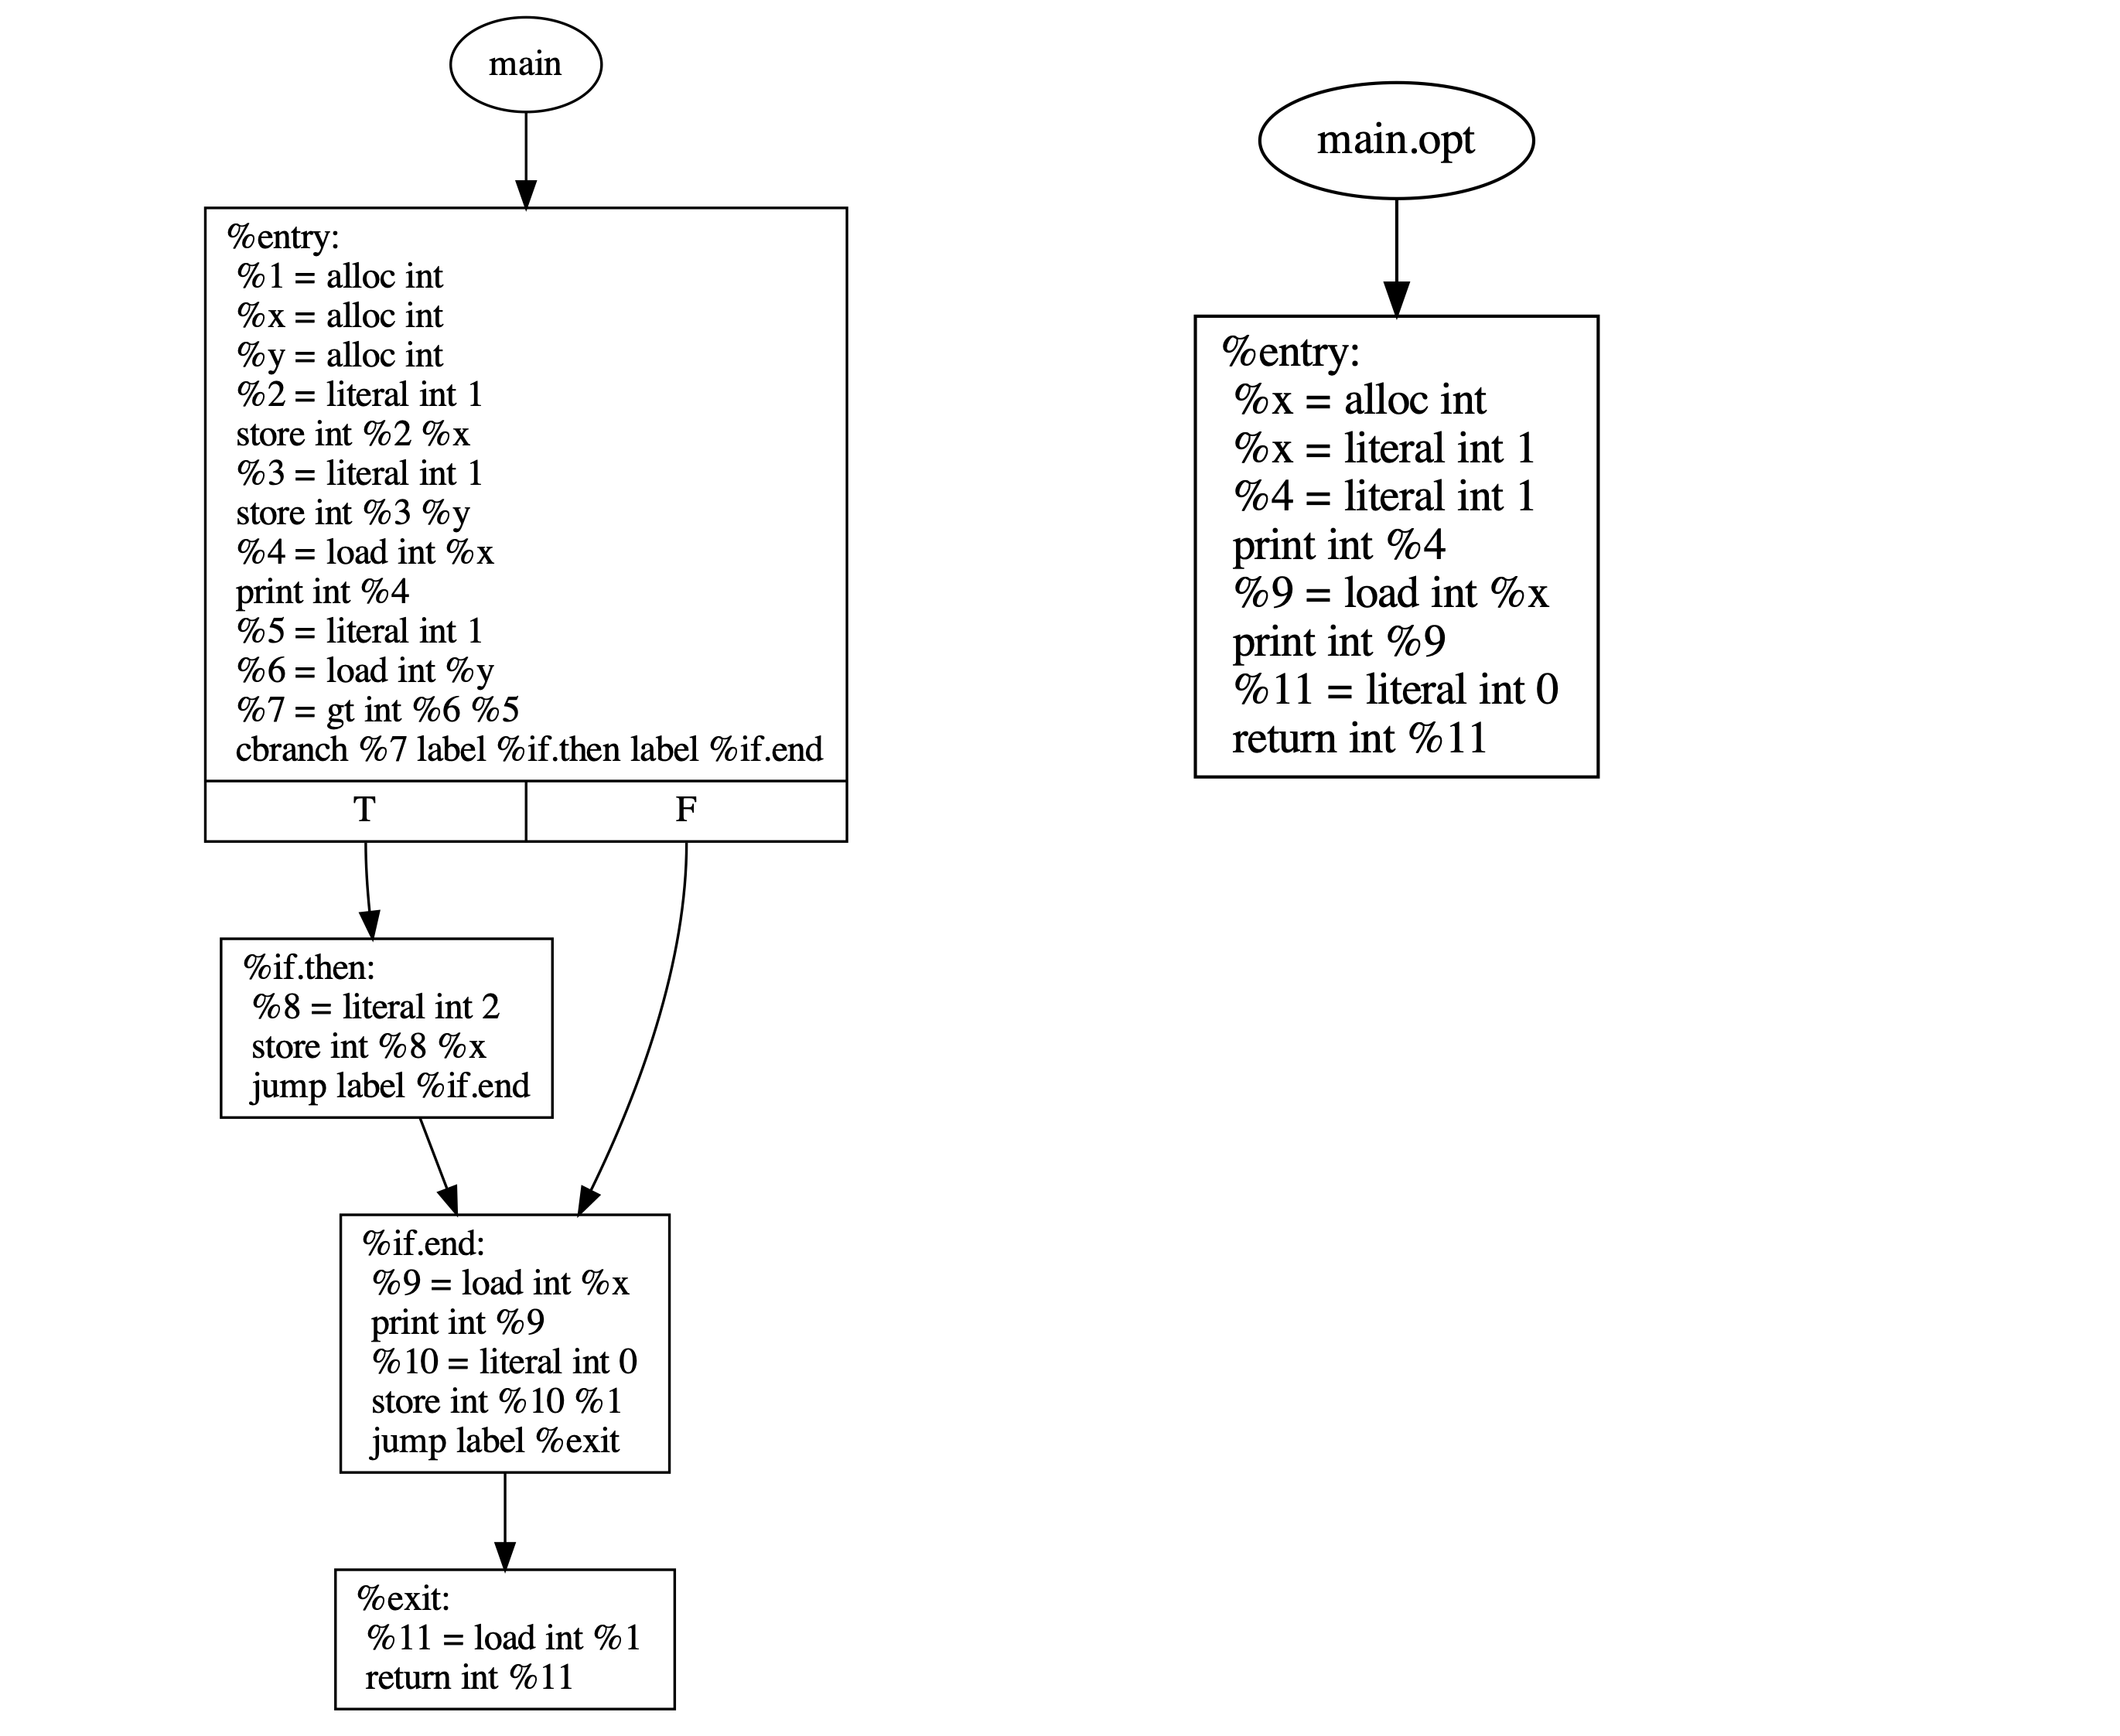 main
%entry:
%1 = alloc int
%x = alloc int
%y = alloc int
%2 = literal int 1
store int %2 %x
%3 = literal int 1
store int %3 %y
%4 = load int %x
print int %4
%5 = literal int 1
%6 = load int %y
%7 = gt int %6 %5
cbranch %7 label %if.then label %if.end
T
F
%if.then:
%8 = literal int 2
store int %8 %x
jump label %if.end
%if.end:
%9 = load int %x
print int %9
%10 = literal int 0
store int %10 %1
jump label %exit
%exit:
%11 = load int %1
return int %11
main.opt
%entry:
%x = alloc int
%x = literal int 1
%4 = literal int 1
print int %4
%9 = load int %x
print int %9
%11 = literal int 0
return int %11